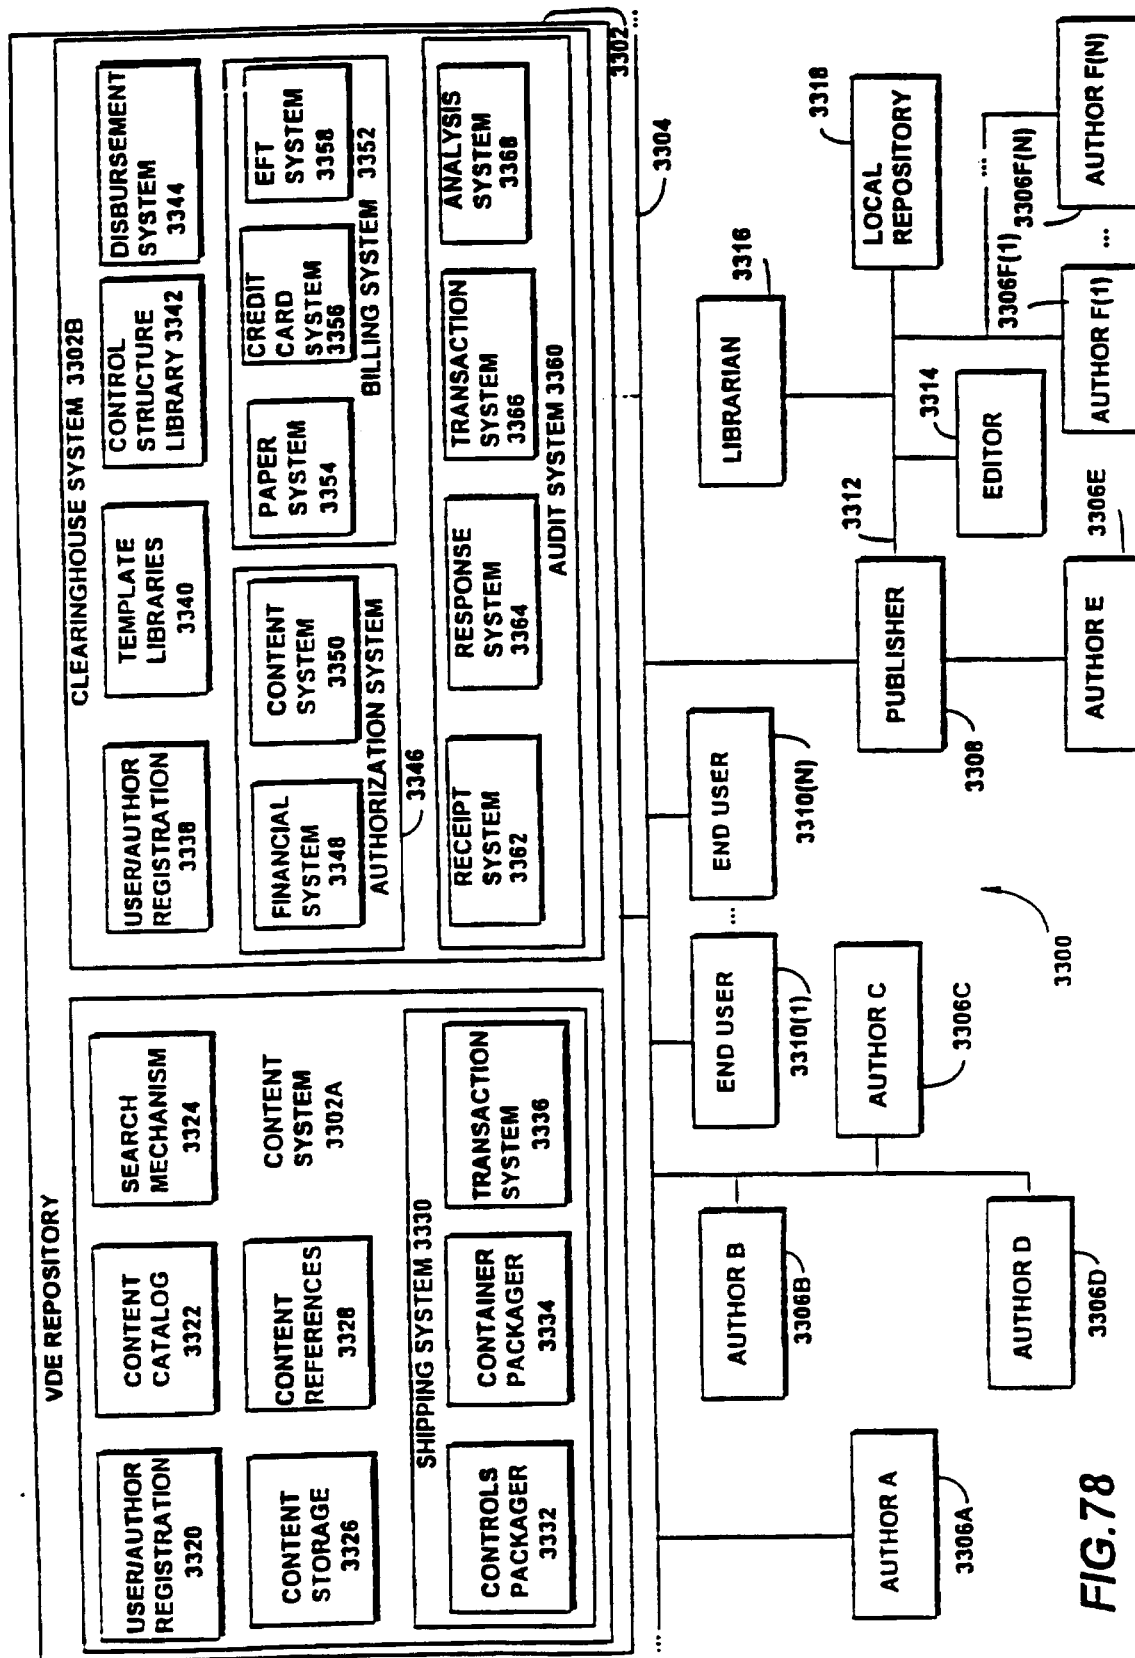 VDE REPOSITORY
USER/AUTHOR
REGISTRATION
3320
CONTENT
CATALOG
3322
SEARCH
MECHANISM
3324
CONTENT
STORAGE
3326
CONTENT
REFERENCES
3328
CONTENT
SYSTEM
3302A
SHIPPING SYSTEM 3330
CONTROLS
PACKAGER
3332
CONTAINER
PACKAGER
3334
TRANSACTION
SYSTEM
3336
CLEARINGHOUSE SYSTEM 3302B
USER/AUTHOR
REGISTRATION
3338
TEMPLATE
LIBRARIES
3340
CONTROL
STRUCTURE
LIBRARY 3342
DISBURSEMENT
SYSTEM
3344
FINANCIAL
SYSTEM
3348
CONTENT
SYSTEM
3350
AUTHORIZATION SYSTEM
3346
PAPER
SYSTEM
3354
CREDIT
CARD
SYSTEM
3356
EFT
SYSTEM
3358
BILLING SYSTEM 3352
RECEIPT
SYSTEM
3362
RESPONSE
SYSTEM
3364
TRANSACTION
SYSTEM
3366
ANALYSIS
SYSTEM
3368
AUDIT SYSTEM 3360
3302
...
...
3304
AUTHOR A
3306A
AUTHOR B
3306B
AUTHOR C
3306C
AUTHOR D
3306D
END USER
3310(1)
...
END USER
3310(N)
3300
PUBLISHER
3308
3312
AUTHOR E
3306E
LIBRARIAN
3316
EDITOR
3314
LOCAL
REPOSITORY
3318
AUTHOR F(1)
3306F(1)
...
...
AUTHOR F(N)
3306F(N)
FIG.78